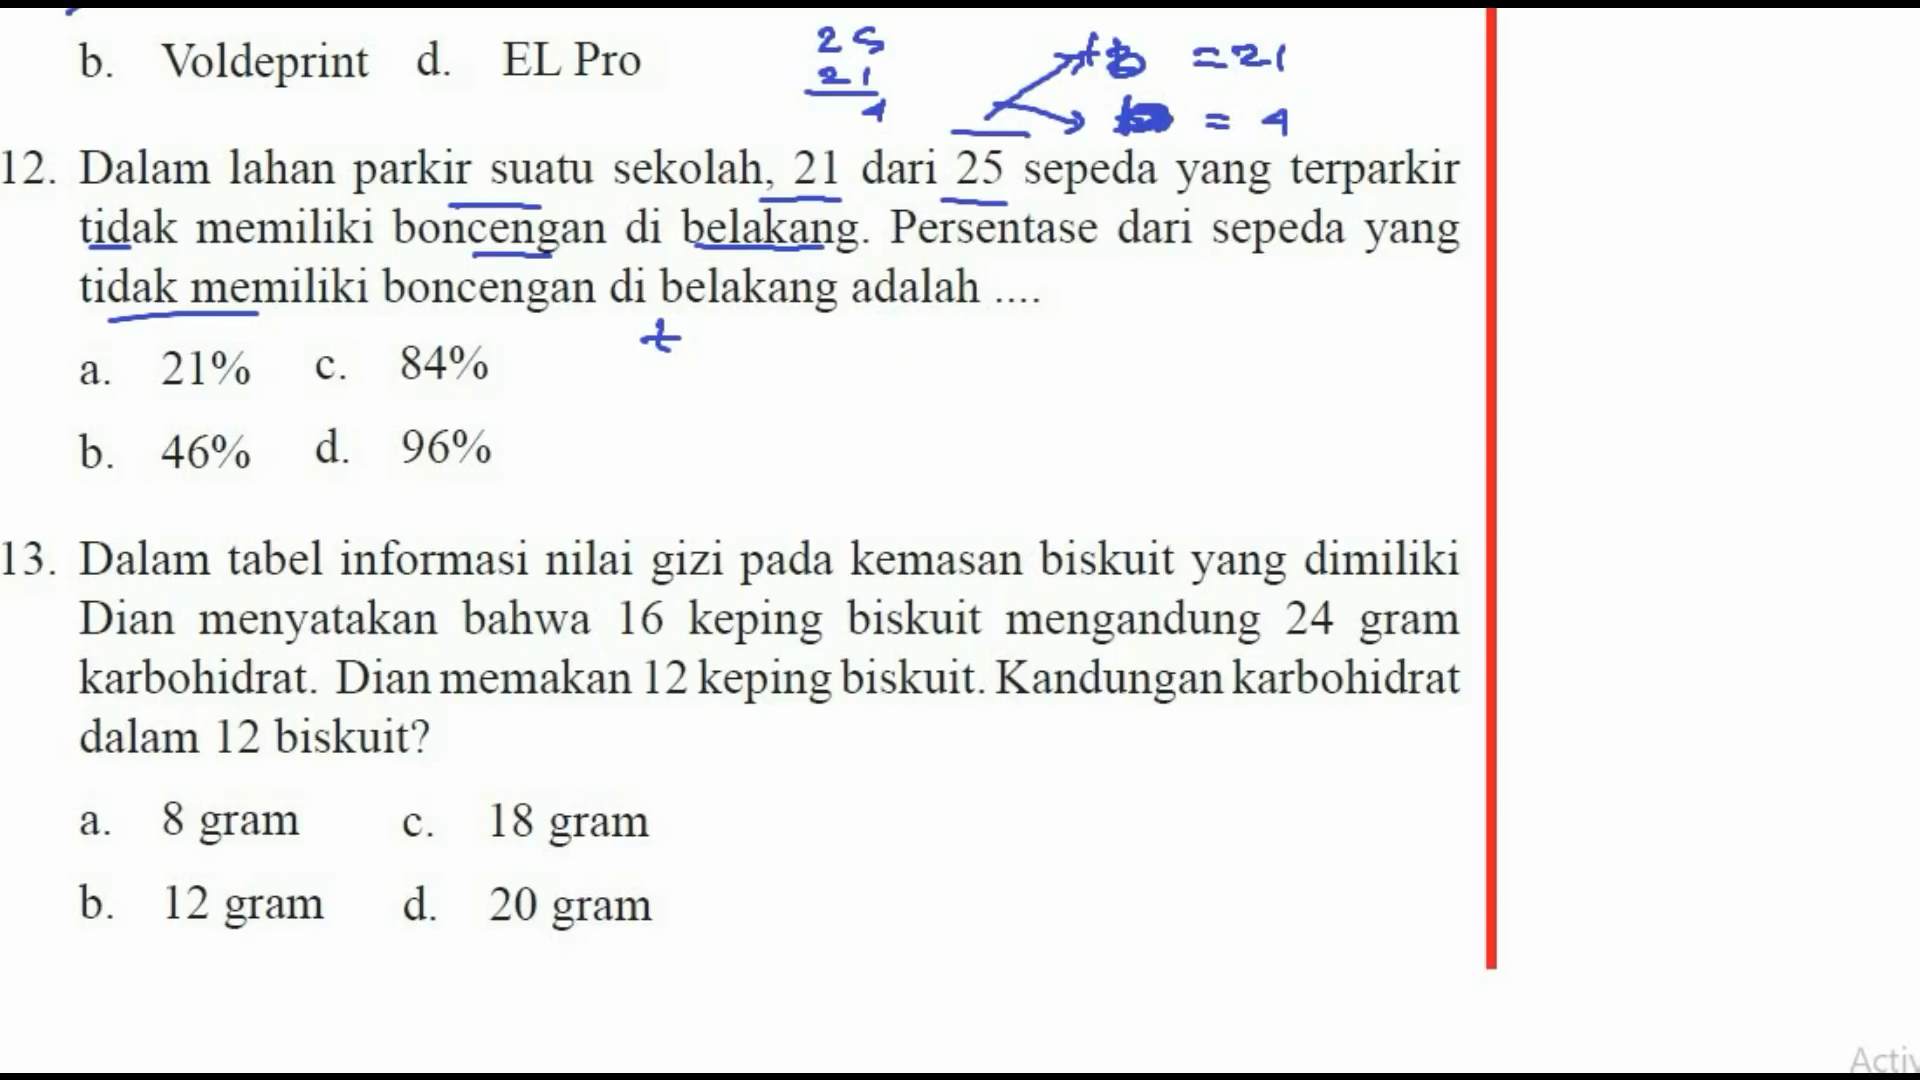 b. Voldeprint d. EL Pro
25
21
4
= 21
= 4
12. Dalam lahan parkir suatu sekolah, 21 dari 25 sepeda yang terparkir
tidak memiliki boncengan di belakang. Persentase dari sepeda yang
tidak memiliki boncengan di belakang adalah ....
a. 21% c. 84%
b. 46% d. 96%
13. Dalam tabel informasi nilai gizi pada kemasan biskuit yang dimiliki
Dian menyatakan bahwa 16 keping biskuit mengandung 24 gram
karbohidrat. Dian memakan 12 keping biskuit. Kandungan karbohidrat
dalam 12 biskuit?
a. 8 gram c. 18 gram
b. 12 gram d. 20 gram